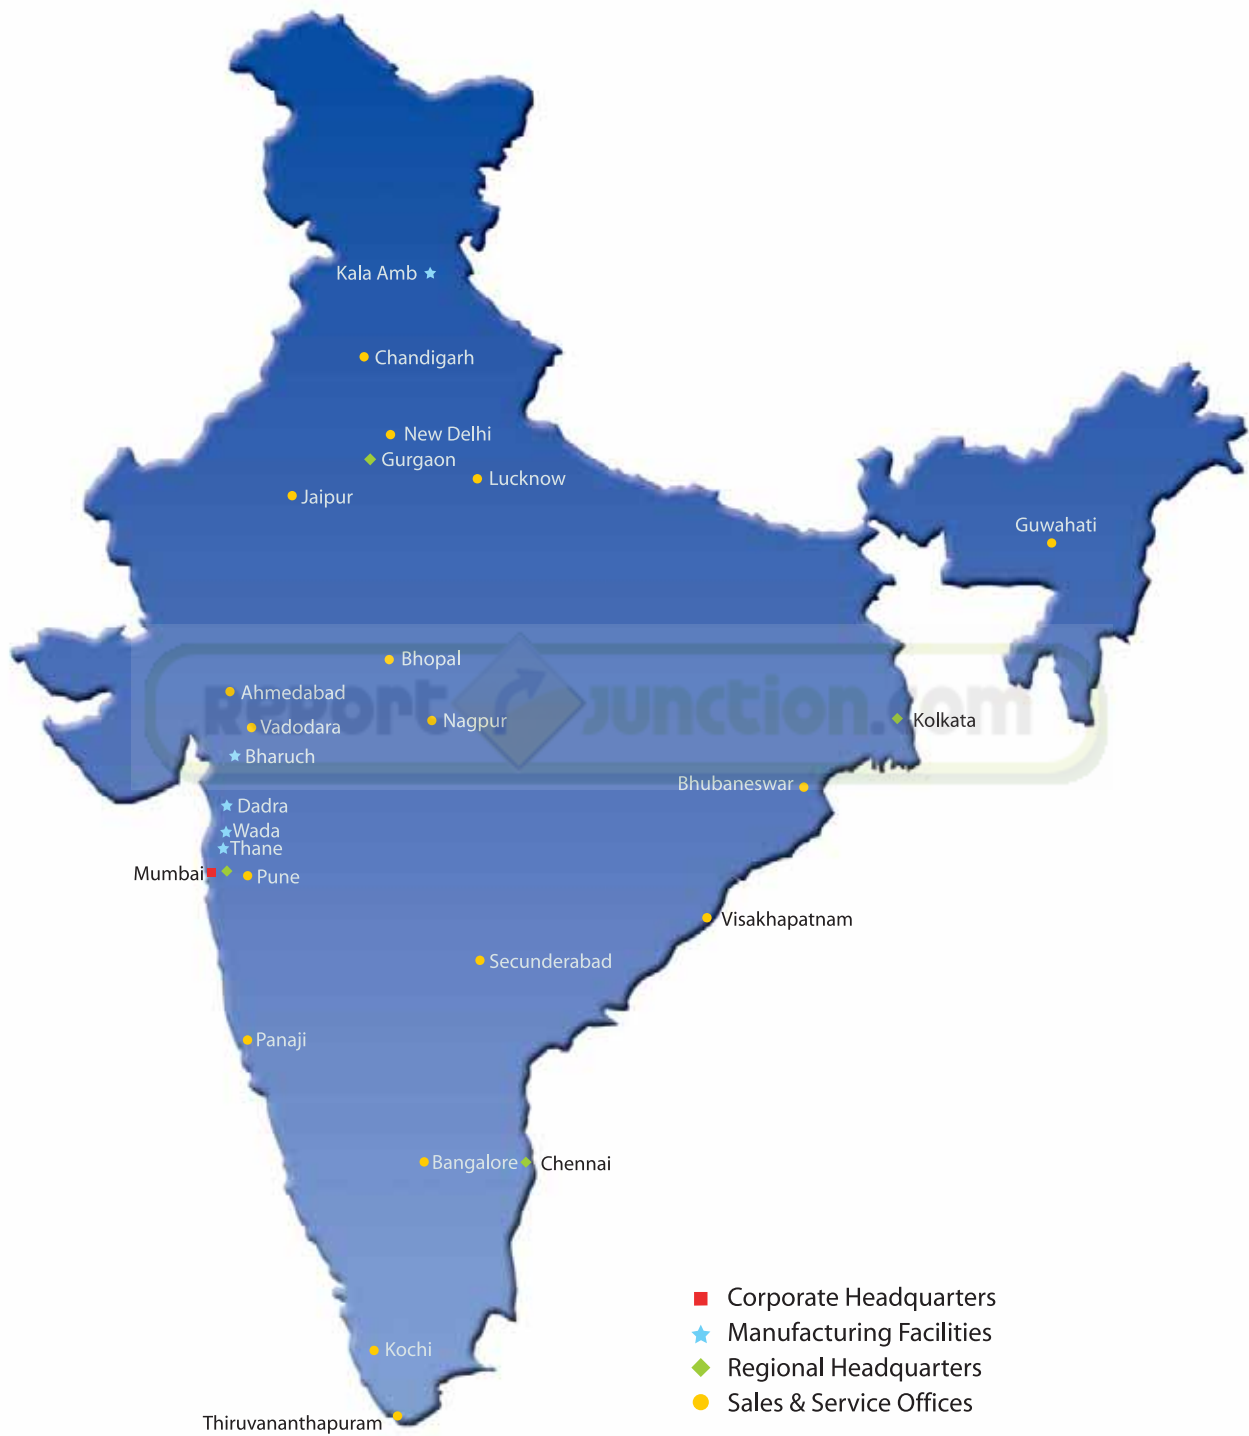 Kala Amb
Chandigarh
New Delhi
Gurgaon
Lucknow
Jaipur
Guwahati
Bhopal
Ahmedabad
REPORT JUNCTION.com
Nagpur
Kolkata
Vadodara
Bharuch
Bhubaneswar
Dadra
Wada
Thane
Mumbai
Pune
Visakhapatnam
Secunderabad
Panaji
Bangalore
Chennai
Corporate Headquarters
Manufacturing Facilities
Regional Headquarters
Sales & Service Offices
Kochi
Thiruvananthapuram